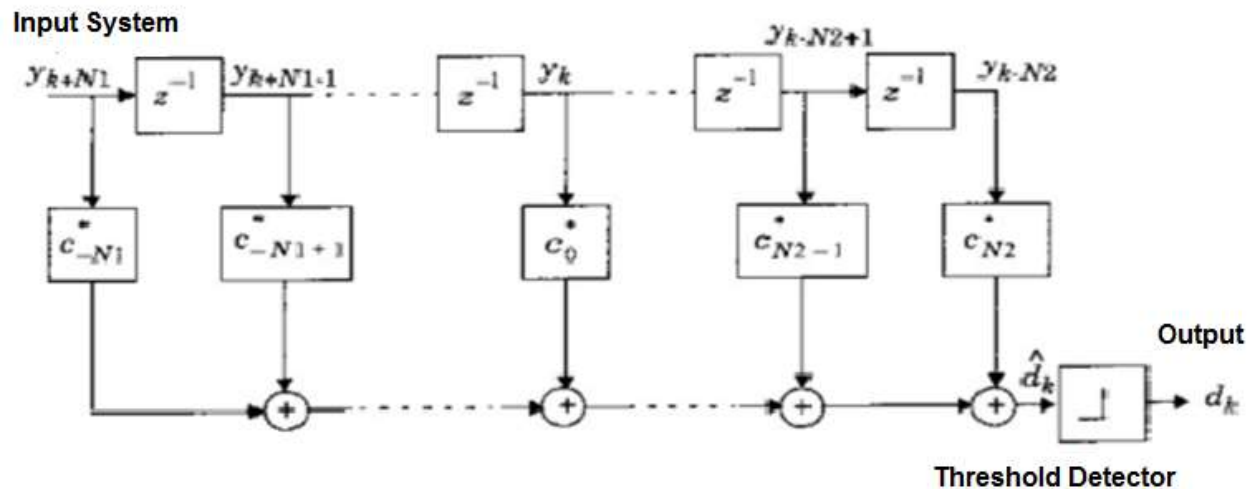 Input System
y_{k+N1} z^{-1} y_{k+N1-1} z^{-1} y_k z^{-1} y_{k-N2+1} z^{-1} y_{k-N2}
c^*_{-N1} c^*_{-N1+1} c^*_0 c^*_{N2-1} c^*_{N2}
Output
+ + + + \hat{d}_k d_k
Threshold Detector